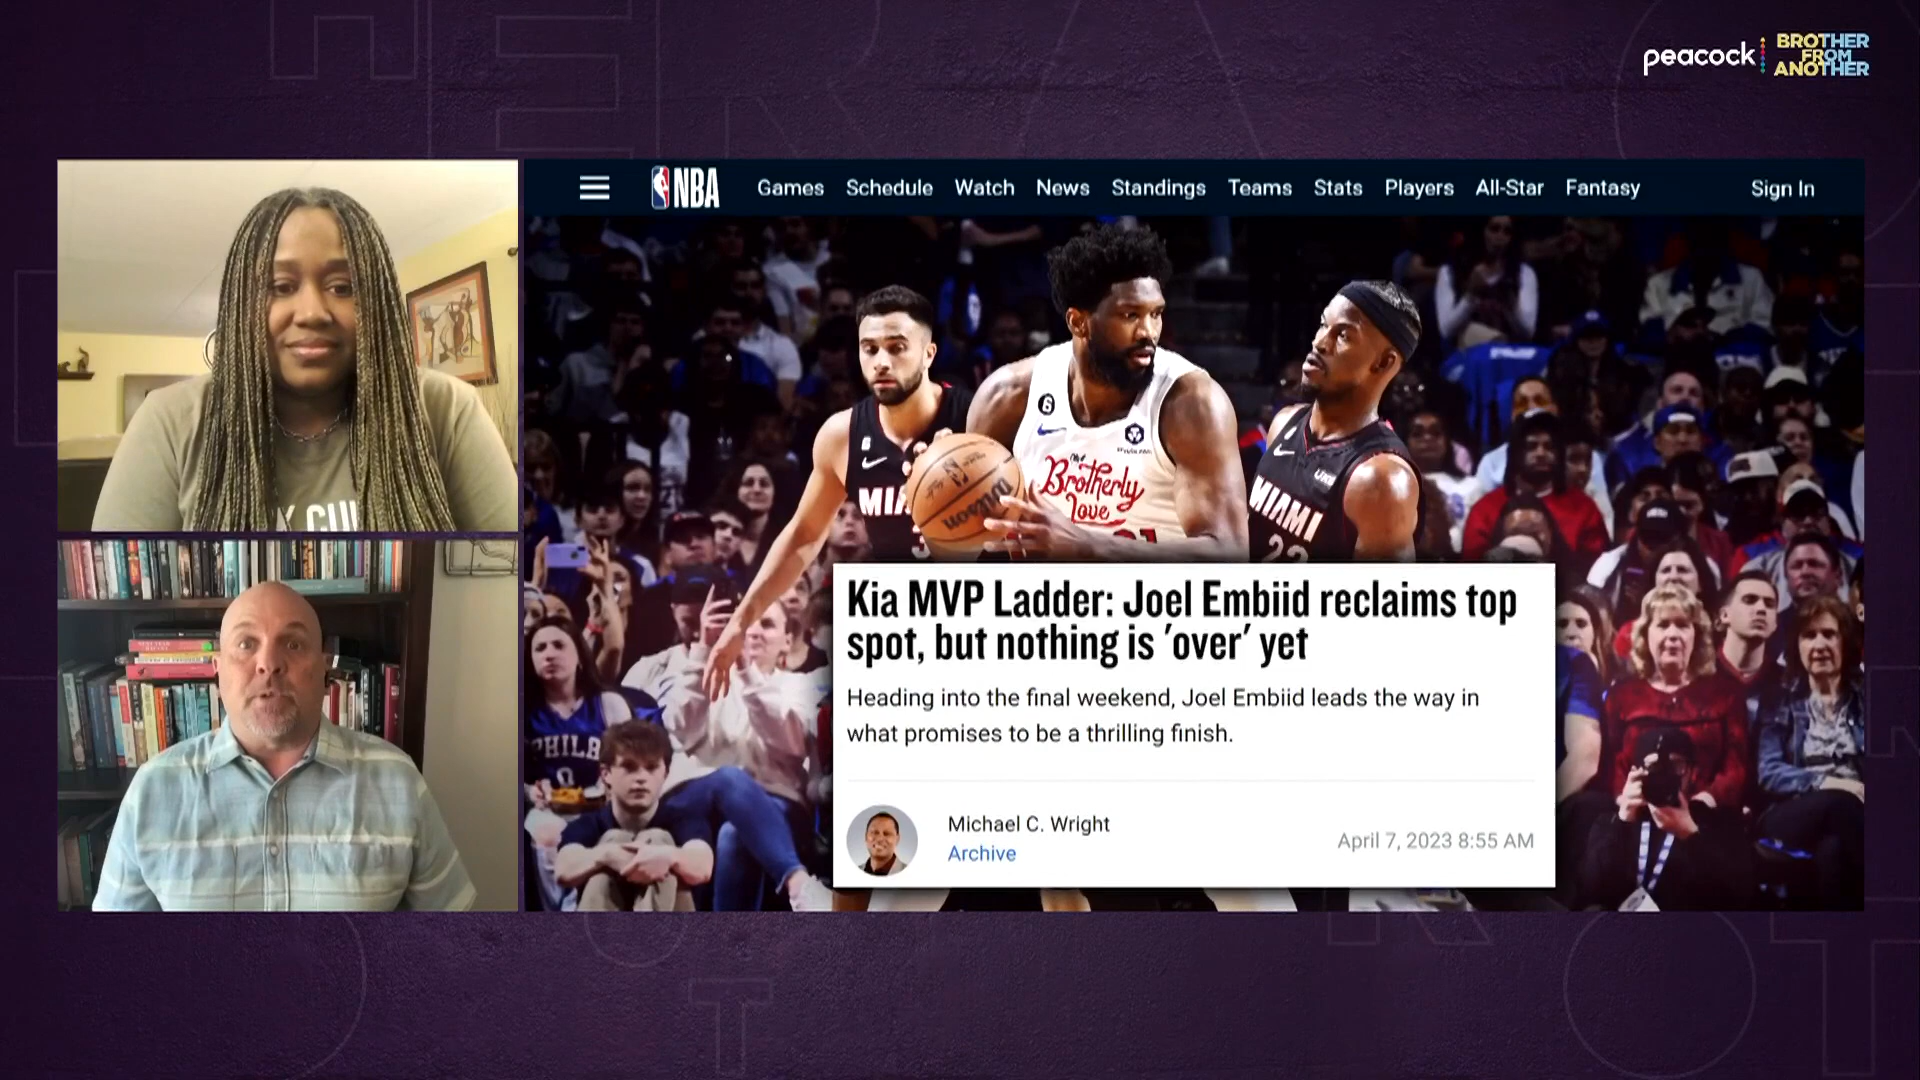 peacock
BROTHER
FROM
ANOTHER
NBA Games Schedule Watch News Standings Teams Stats Players All-Star Fantasy Sign In
6
Brotherly
Love
Wilson
MIAMI
Kia MVP Ladder: Joel Embiid reclaims top
spot, but nothing is 'over' yet
Heading into the final weekend, Joel Embiid leads the way in
what promises to be a thrilling finish.
Michael C. Wright
Archive
April 7, 2023 8:55 AM